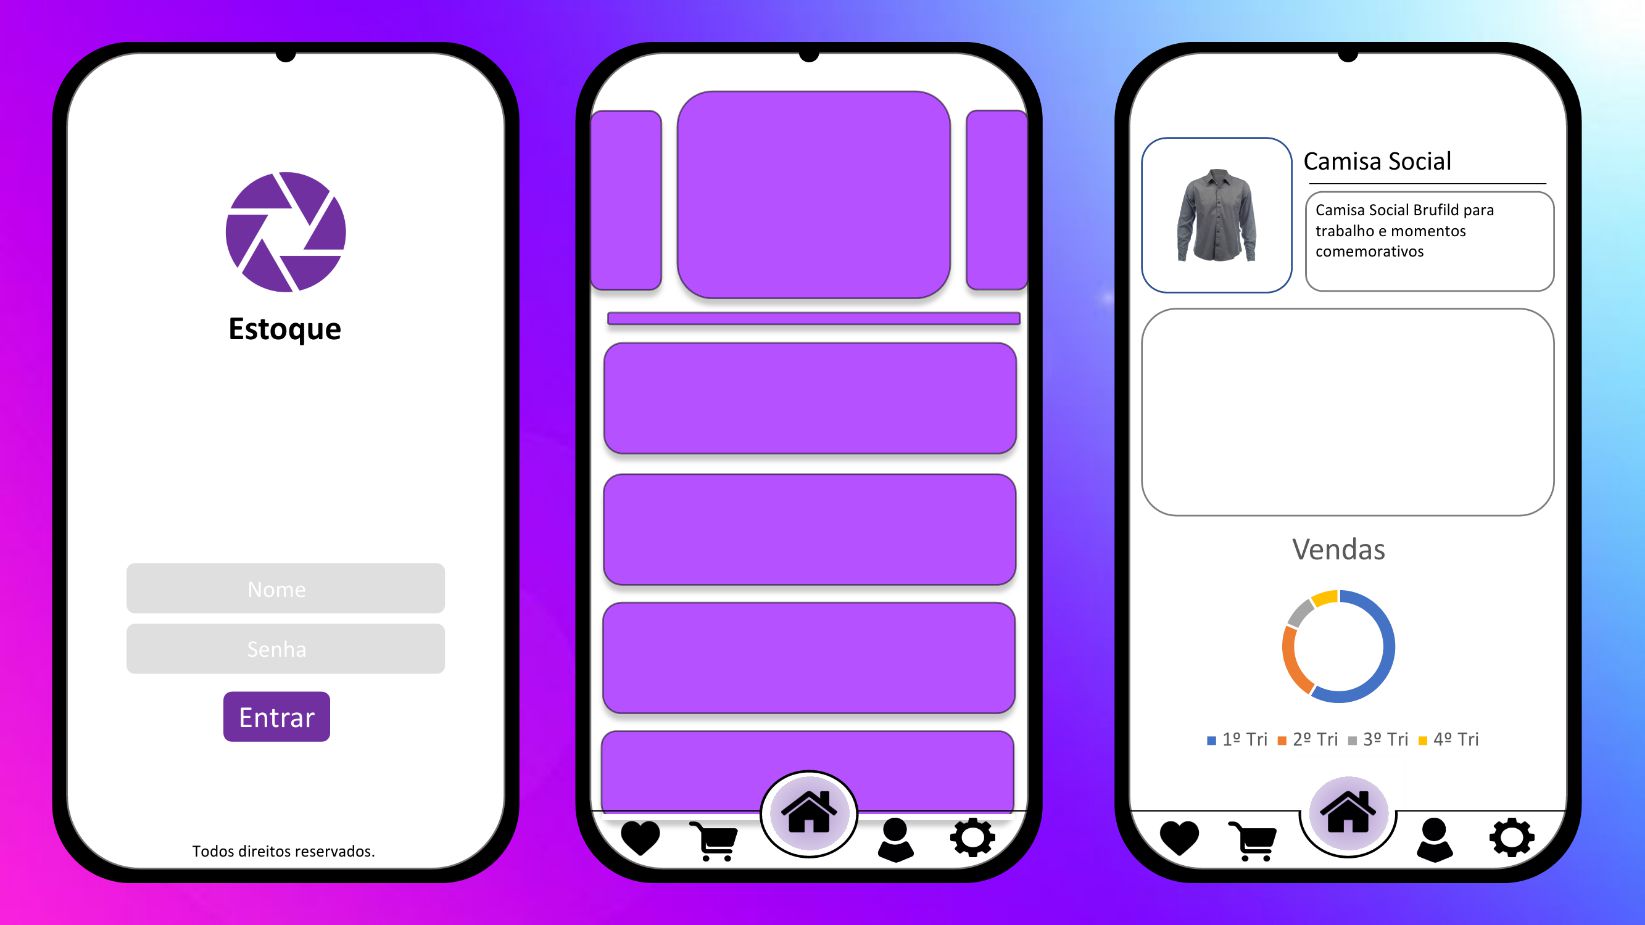 Estoque
Nome
Senha
Entrar
Todos direitos reservados.
Camisa Social
Camisa Social Brufild para
trabalho e momentos
comemorativos
Vendas
1º Tri 2º Tri 3º Tri 4º Tri